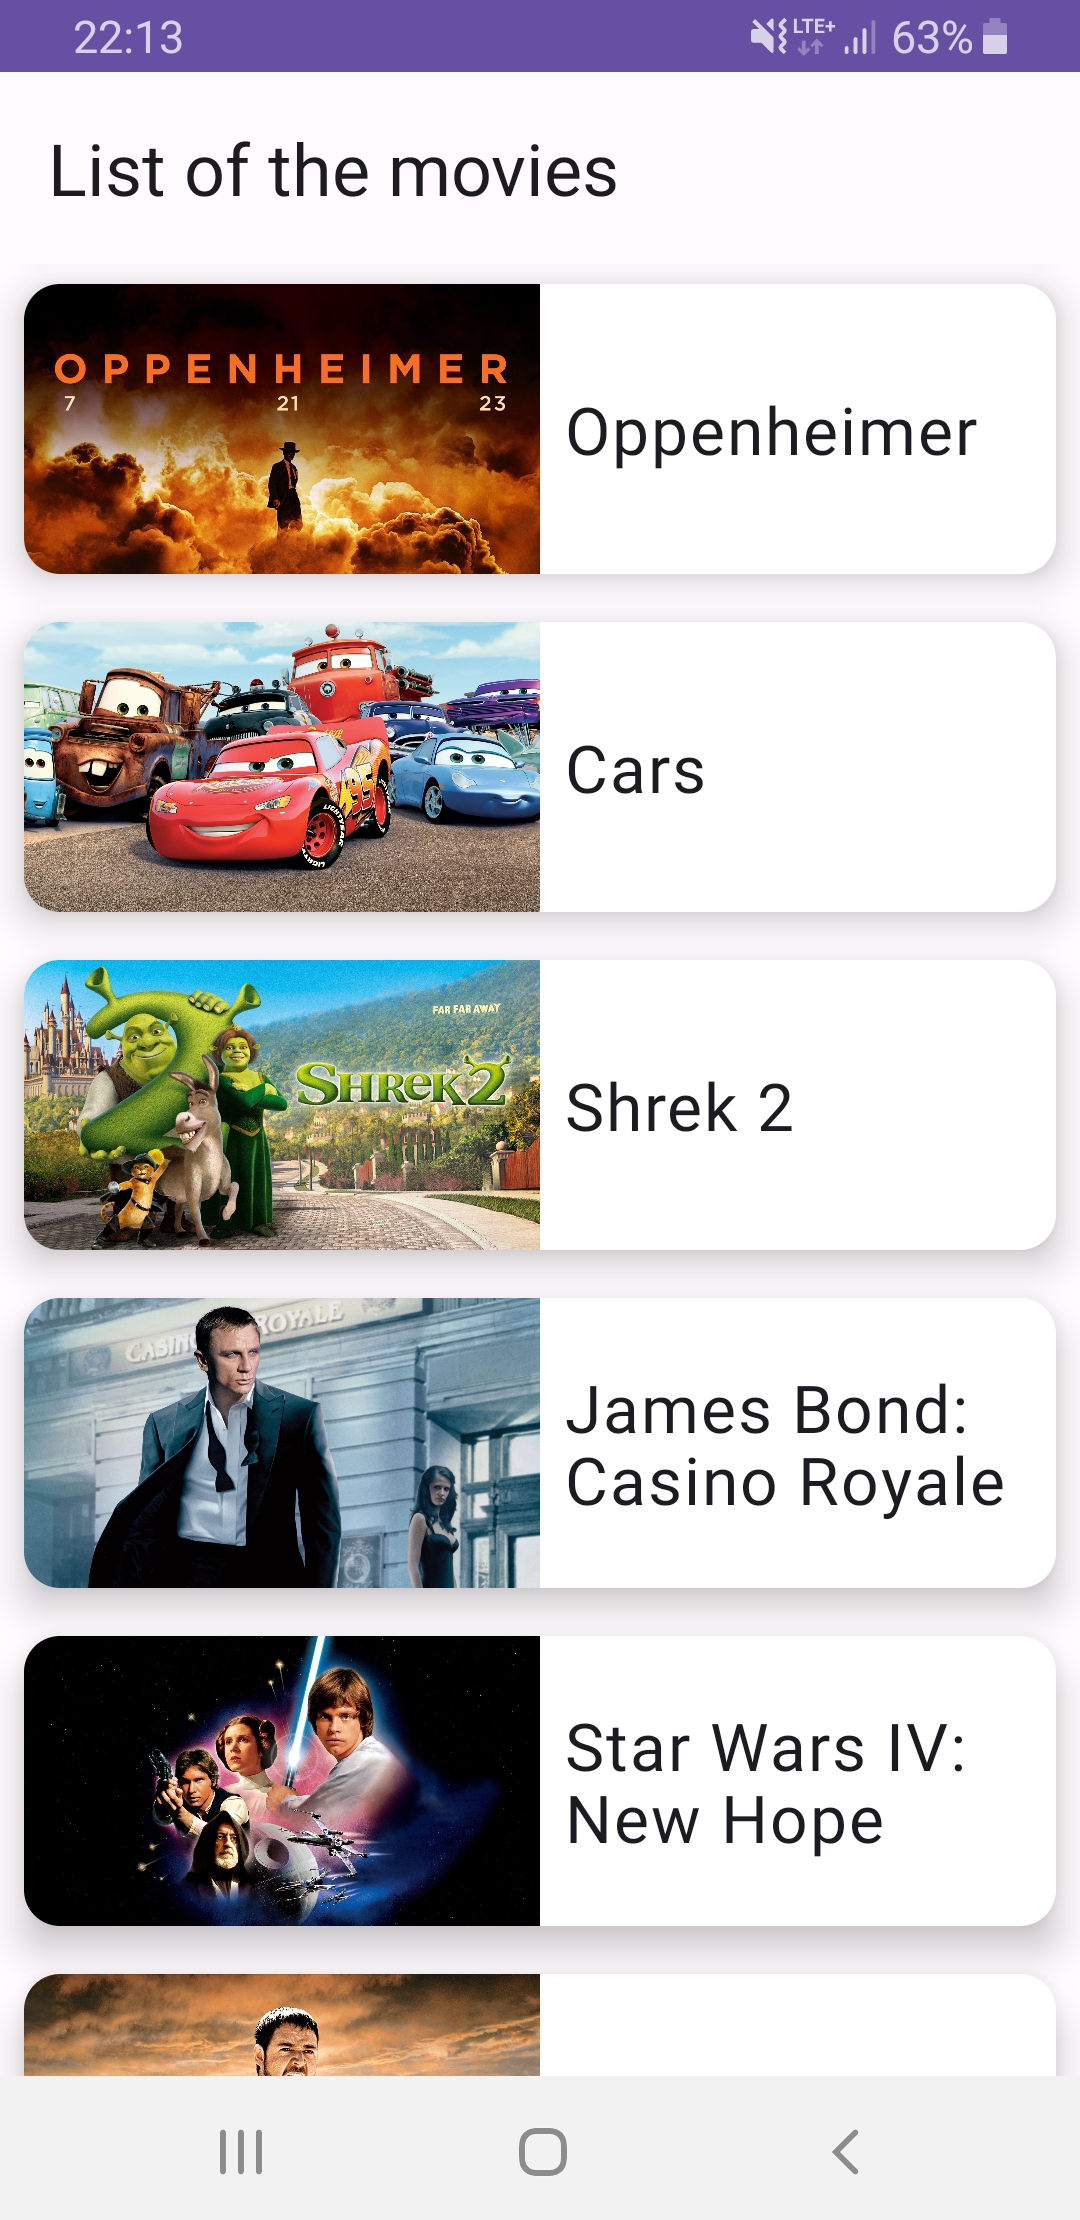 22:13
LTE+
63%
List of the movies
OPPENHEIMER
7 21 23
Oppenheimer
95
LIGHTYEAR
Cars
FAR FAR AWAY
SHREK 2
Shrek 2
ROYALE
James Bond:
Casino Royale
Star Wars IV:
New Hope